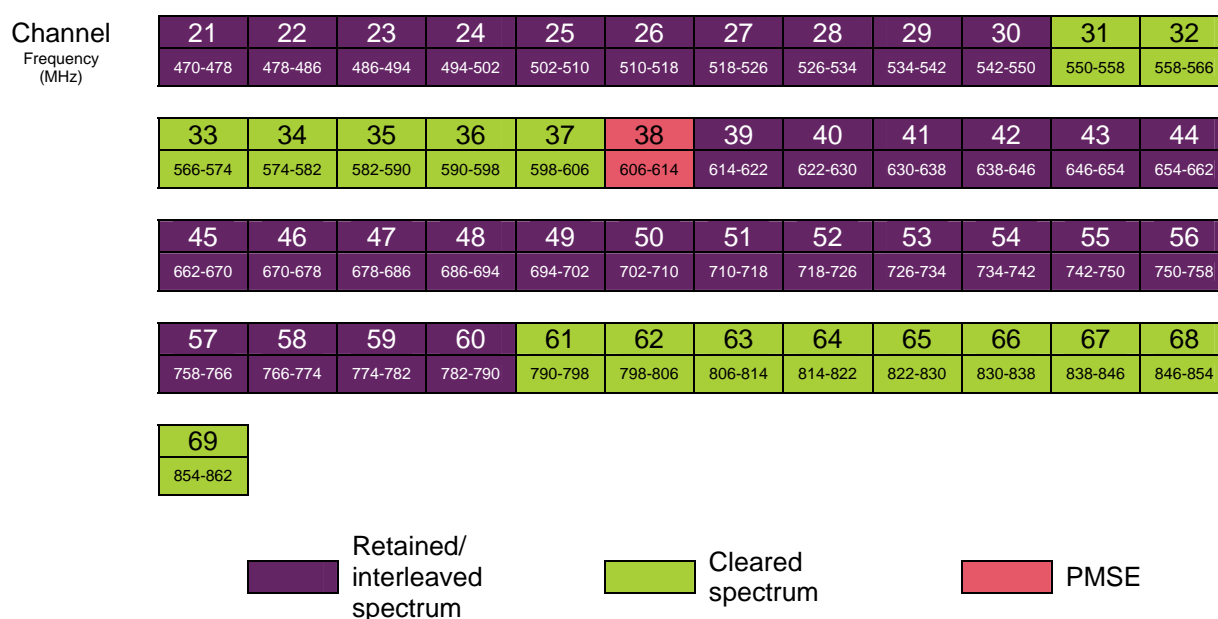 Channel 21 22 23 24 25 26 27 28 29 30 31 32
Frequency (MHz) 470-478 478-486 486-494 494-502 502-510 510-518 518-526 526-534 534-542 542-550 550-558 558-566
33 34 35 36 37 38 39 40 41 42 43 44
566-574 574-582 582-590 590-598 598-606 606-614 614-622 622-630 630-638 638-646 646-654 654-662
45 46 47 48 49 50 51 52 53 54 55 56
662-670 670-678 678-686 686-694 694-702 702-710 710-718 718-726 726-734 734-742 742-750 750-758
57 58 59 60 61 62 63 64 65 66 67 68
758-766 766-774 774-782 782-790 790-798 798-806 806-814 814-822 822-830 830-838 838-846 846-854
69
854-862
Retained/
interleaved
spectrum
Cleared
spectrum
PMSE